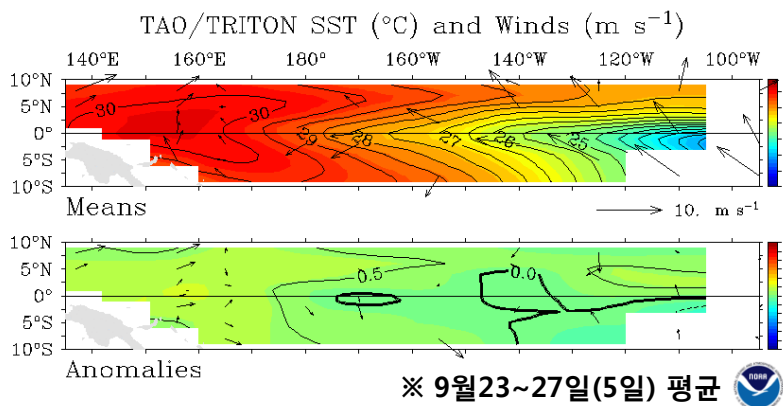 TAO/TRITON SST (°C) and Winds (m s⁻¹)
140°E 160°E 180° 160°W 140°W 120°W 100°W
10°N
5°N
0°
5°S
10°S
30 30 29 28 27 26 25
Means
10. m s⁻¹
10°N
5°N
0°
5°S
10°S
0.5 0.0
Anomalies
※ 9월23~27일(5일) 평균
NOAA